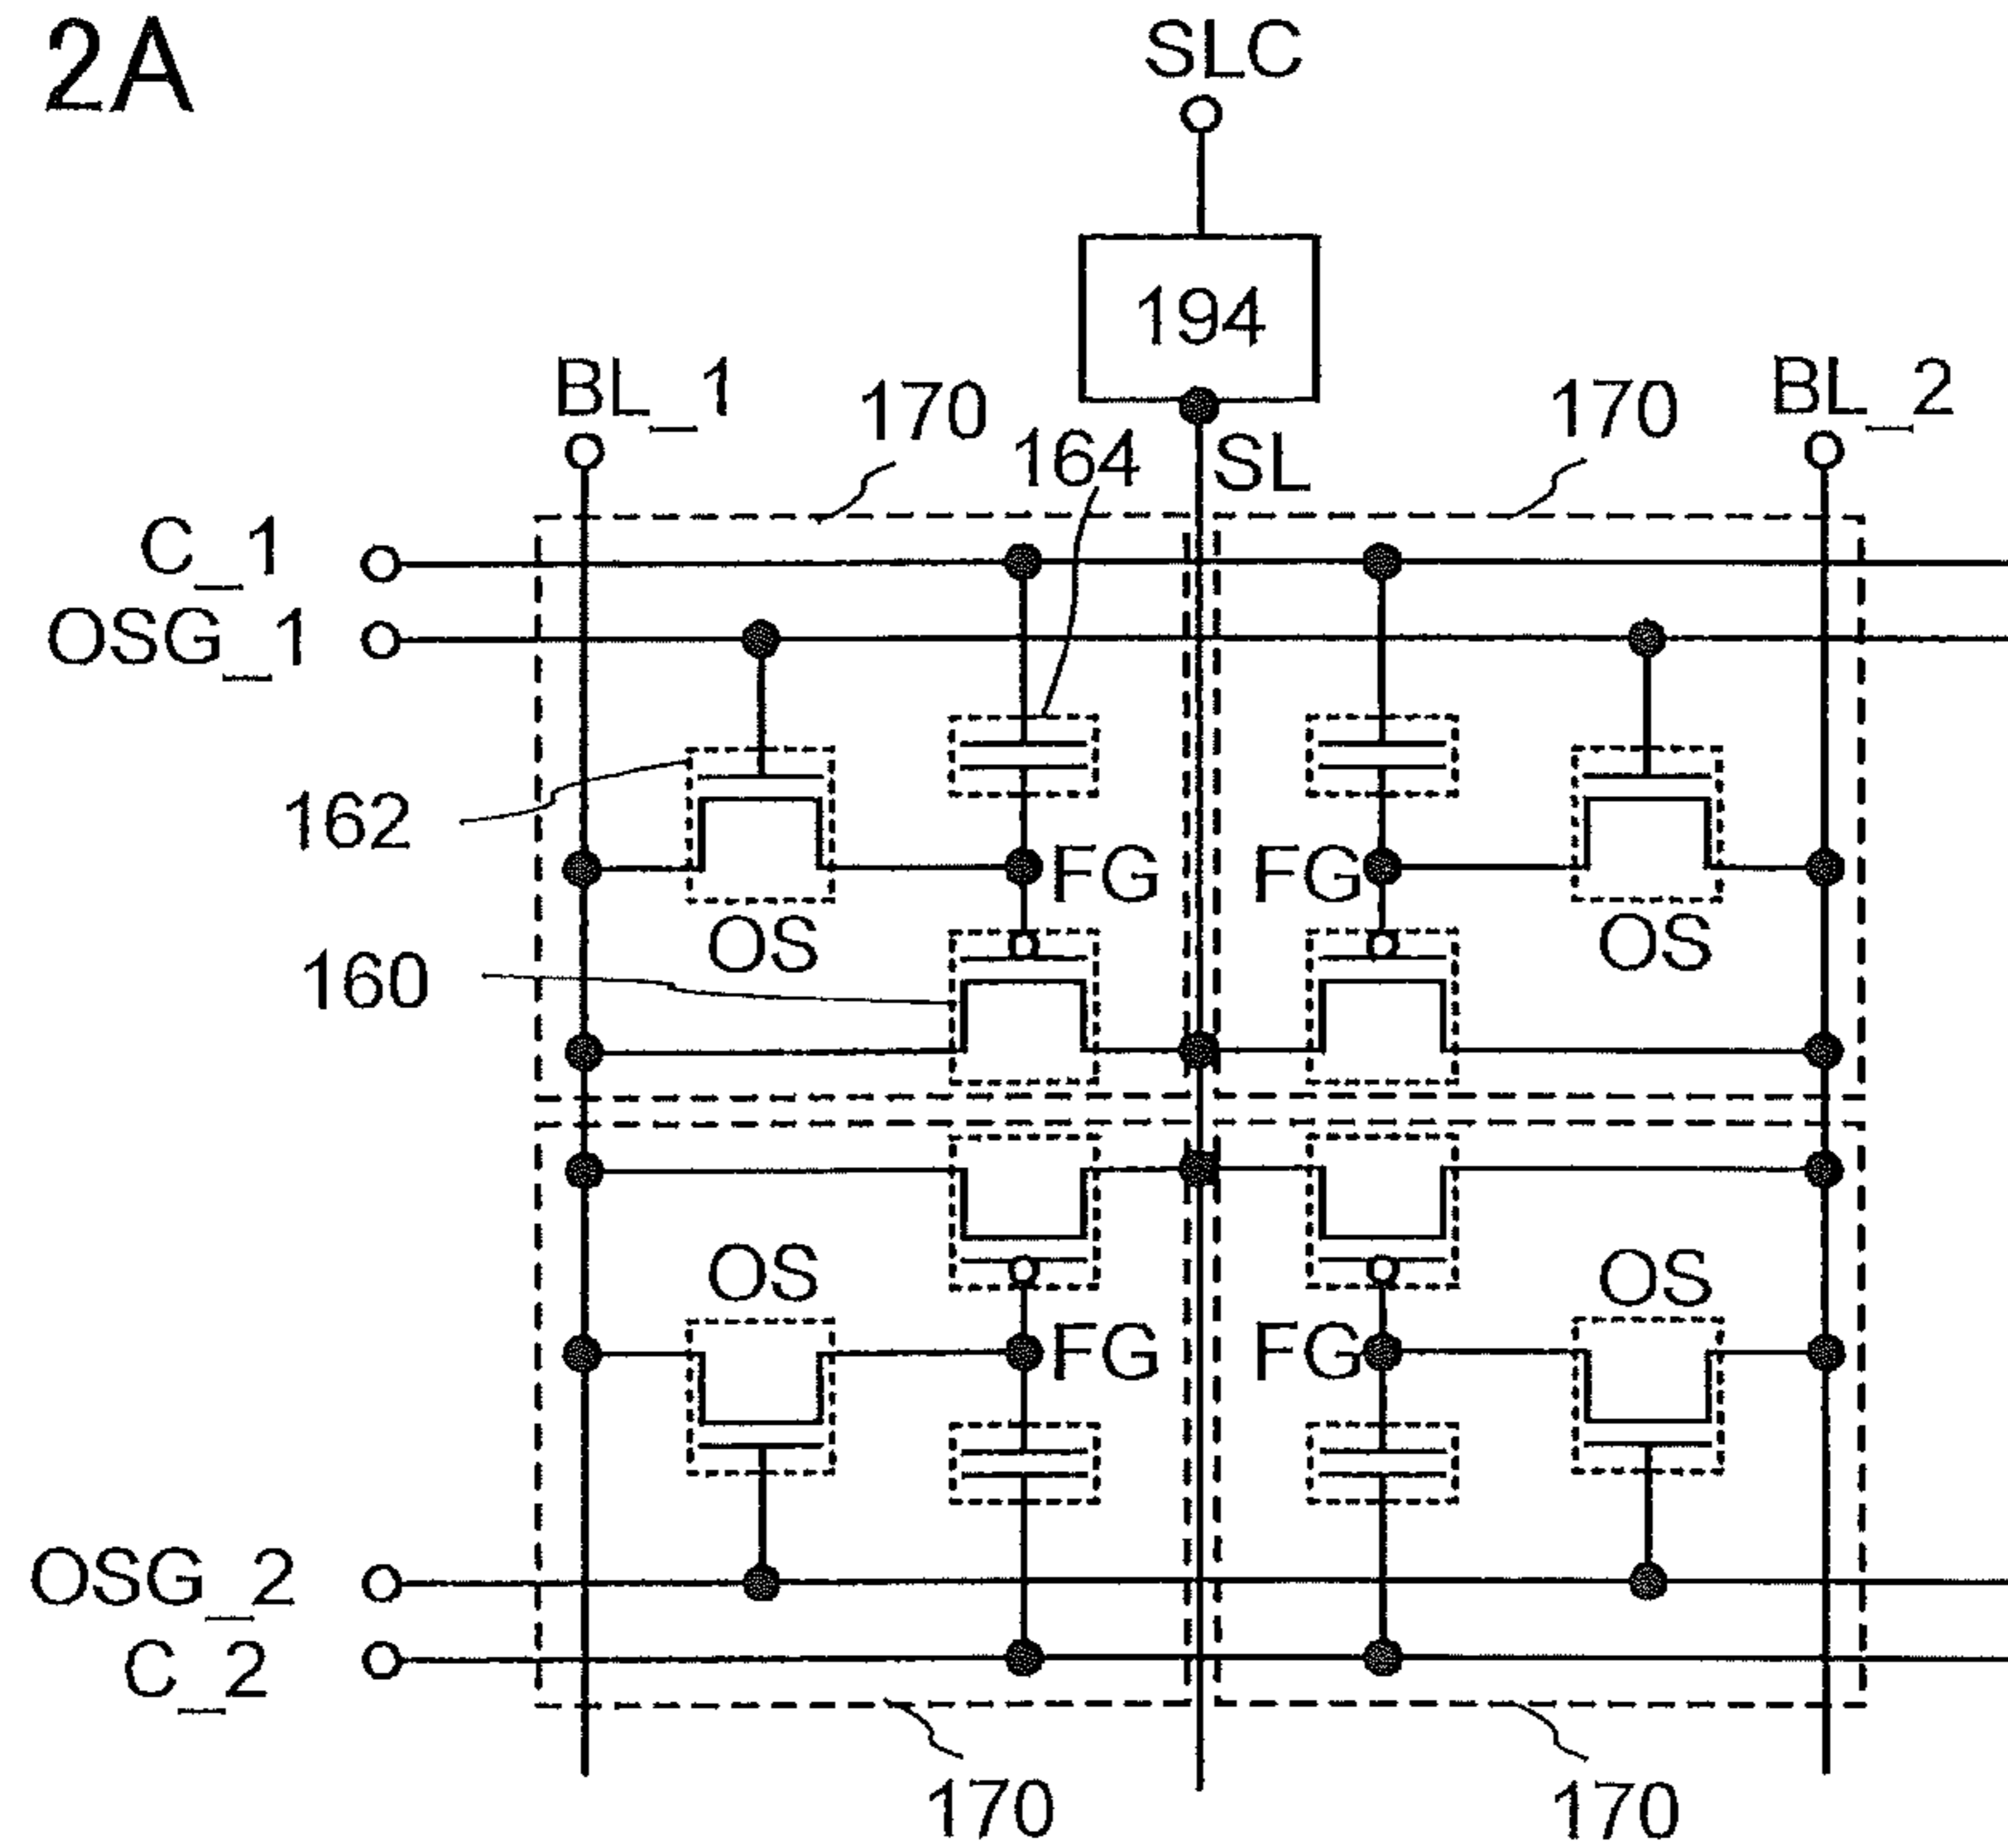 2A
SLC
194
BL_1
170
164
SL
170
BL_2
C_1
OSG_1
162
FG
FG
OS
OS
160
OS
OS
FG
FG
OSG_2
C_2
170
170